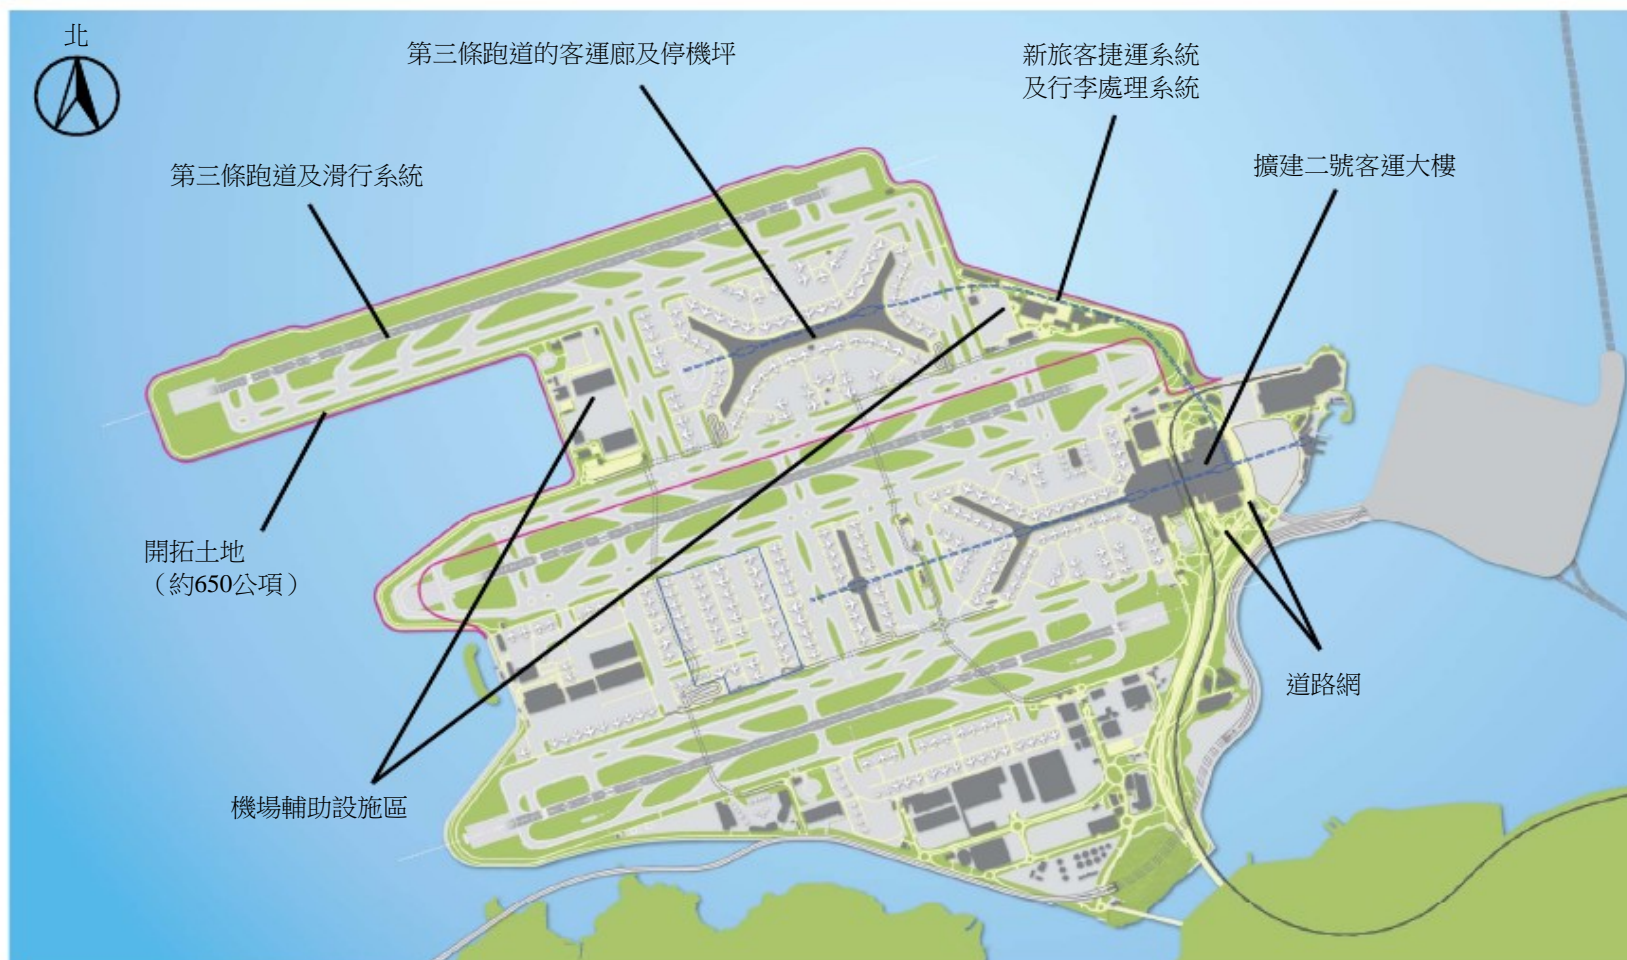 北
第三條跑道的客運廊及停機坪
新旅客捷運系統
及行李處理系統
擴建二號客運大樓
第三條跑道及滑行系統
開拓土地
（約650公項）
道路網
機場輔助設施區